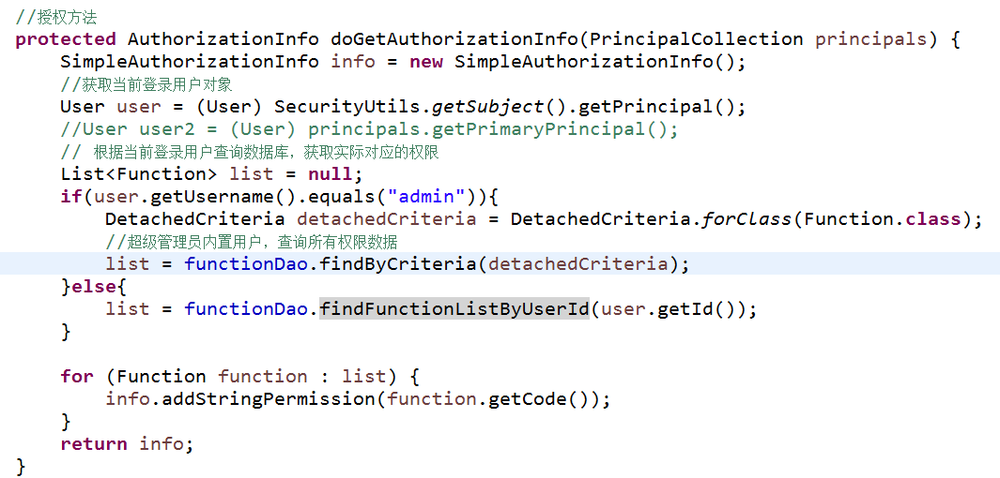 //授权方法
protected AuthorizationInfo doGetAuthorizationInfo(PrincipalCollection principals) {
    SimpleAuthorizationInfo info = new SimpleAuthorizationInfo();
    //获取当前登录用户对象
    User user = (User) SecurityUtils.getSubject().getPrincipal();
    //User user2 = (User) principals.getPrimaryPrincipal();
    // 根据当前登录用户查询数据库，获取实际对应的权限
    List<Function> list = null;
    if(user.getUsername().equals("admin")){
        DetachedCriteria detachedCriteria = DetachedCriteria.forClass(Function.class);
        //超级管理员内置用户，查询所有权限数据
        list = functionDao.findByCriteria(detachedCriteria);
    }else{
        list = functionDao.findFunctionListByUserId(user.getId());
    }
    for (Function function : list) {
        info.addStringPermission(function.getCode());
    }
    return info;
}